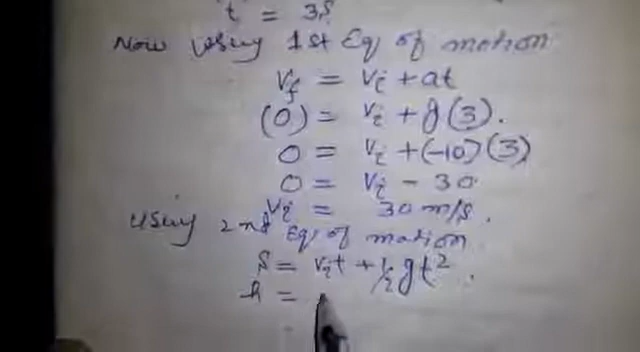 t = 3s
Now Using 1st Eq of motion
Vf = Vi + at
(0) = Vi + g(3).
0 = Vi + (-10)(3)
0 = Vi - 30
Vi = 30 m/s.
Using 2nd Eq of motion
S = Vit + 1/2 gt².
h =